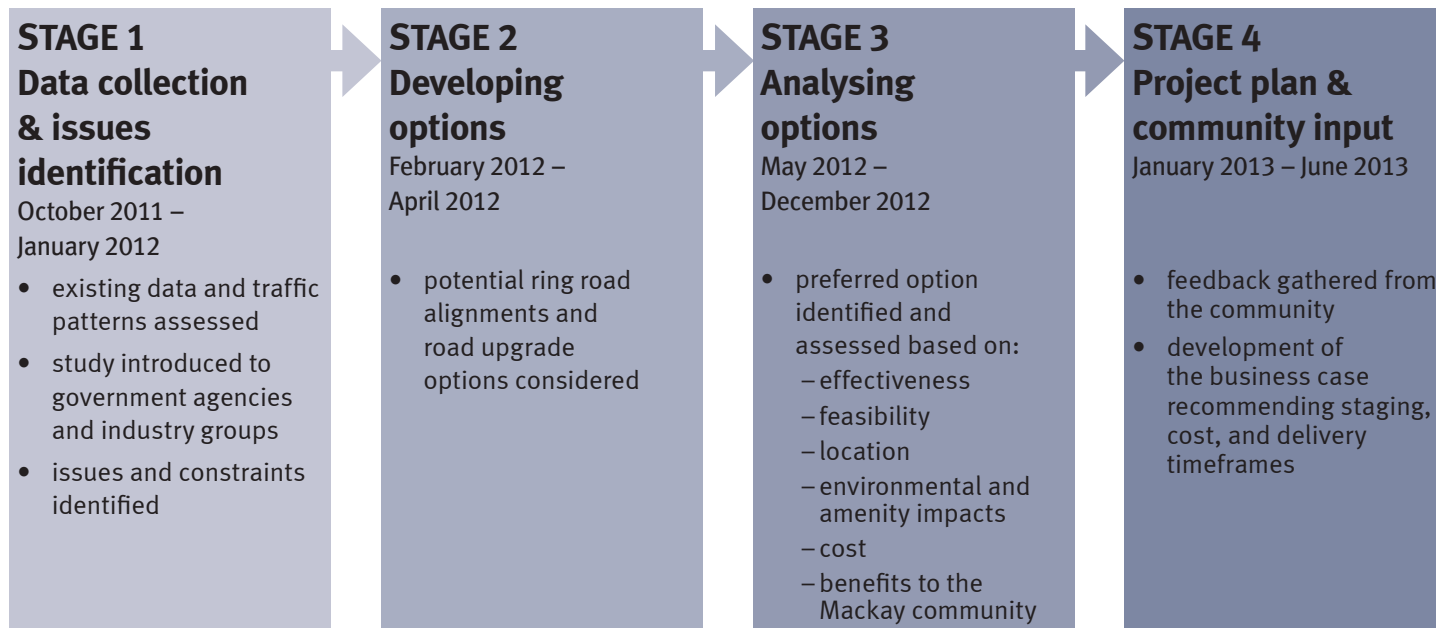 STAGE 1
Data collection
& issues
identification
October 2011 –
January 2012
• existing data and traffic
patterns assessed
• study introduced to
government agencies
and industry groups
• issues and constraints
identified
STAGE 2
Developing
options
February 2012 –
April 2012
• potential ring road
alignments and
road upgrade
options considered
STAGE 3
Analysing
options
May 2012 –
December 2012
• preferred option
identified and
assessed based on:
– effectiveness
– feasibility
– location
– environmental and
amenity impacts
– cost
– benefits to the
Mackay community
STAGE 4
Project plan &
community input
January 2013 – June 2013
• feedback gathered from
the community
• development of
the business case
recommending staging,
cost, and delivery
timeframes